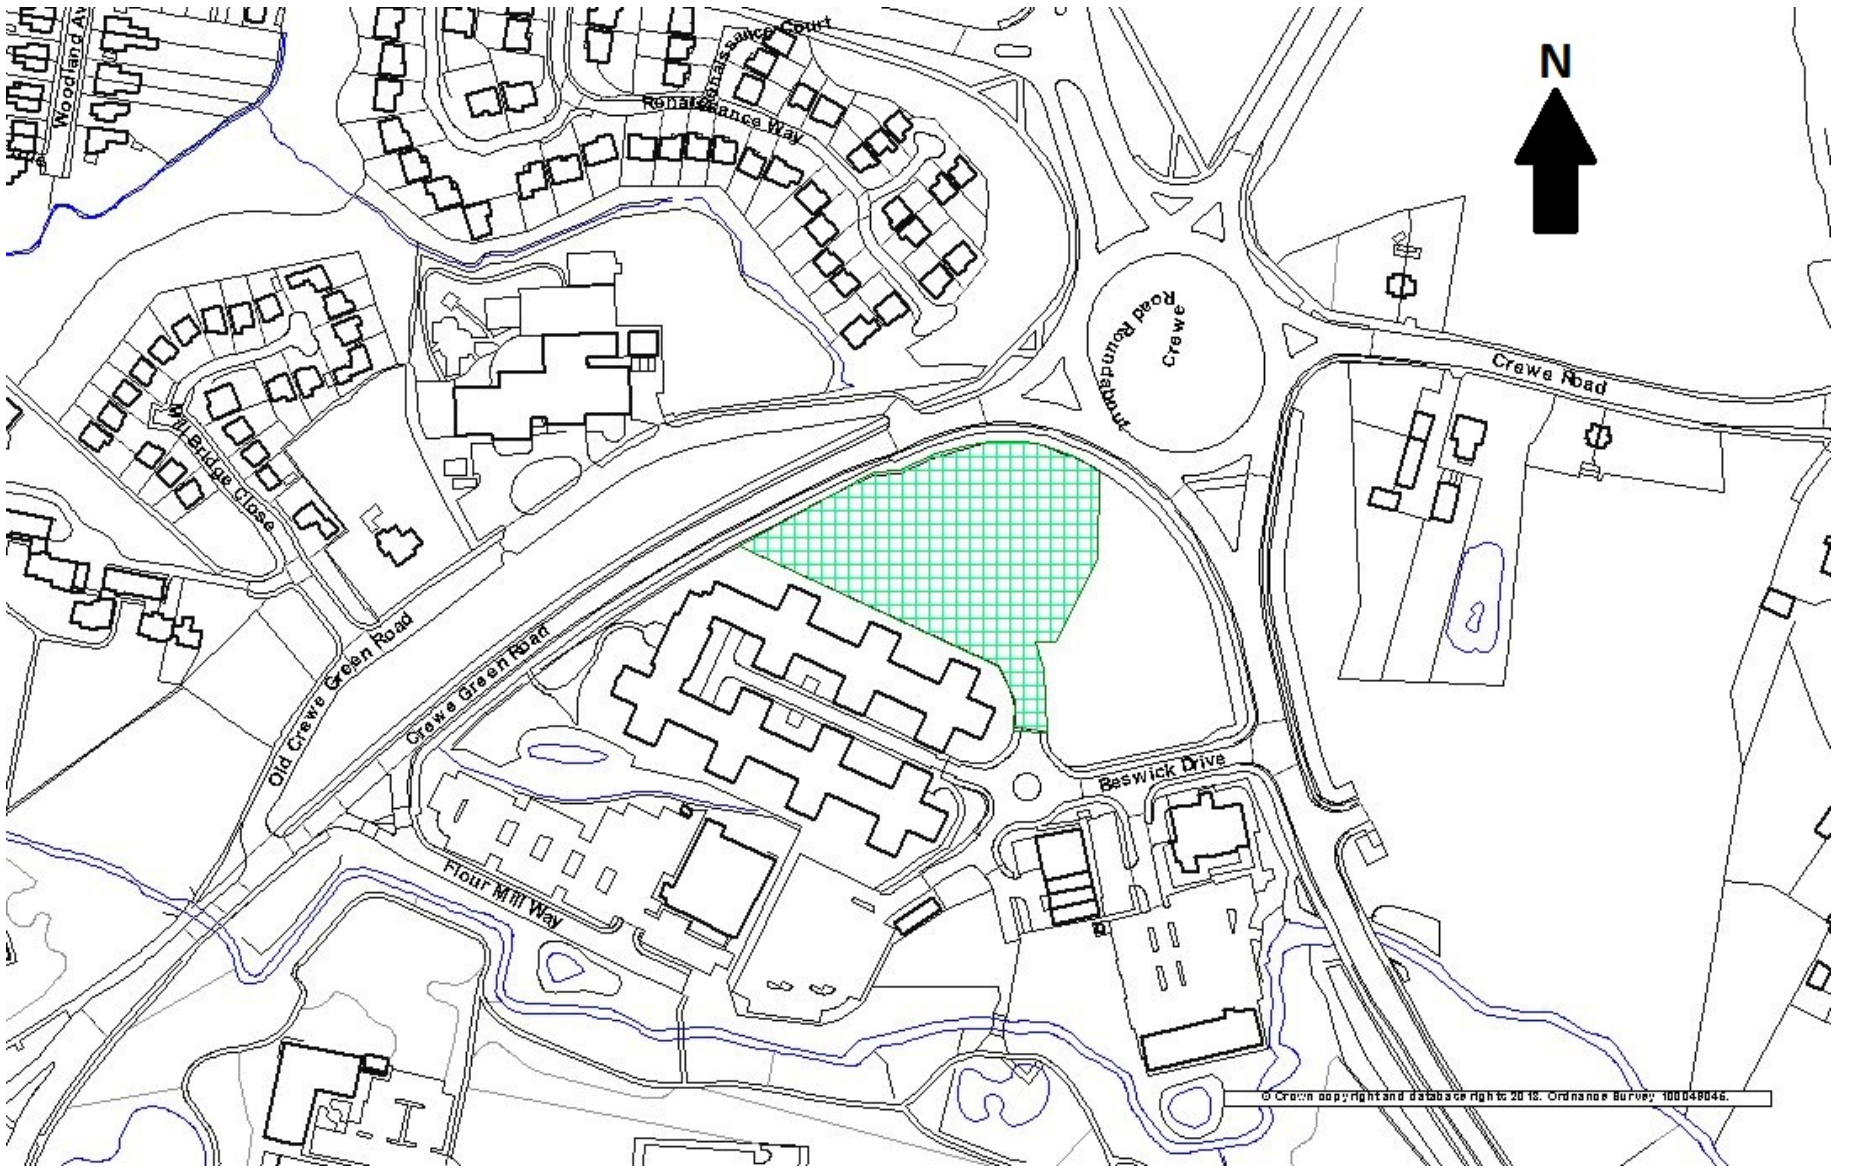 Woodland Av
Renaissance Court
Renaissance Way
N
Crewe
Road Roundabout
Crewe Road
Mill Bridge Close
Old Crewe Green Road
Crewe Green Road
Beswick Drive
Flour Mill Way
© Crown copyright and database rights 2018. Ordnance Survey 100049045.